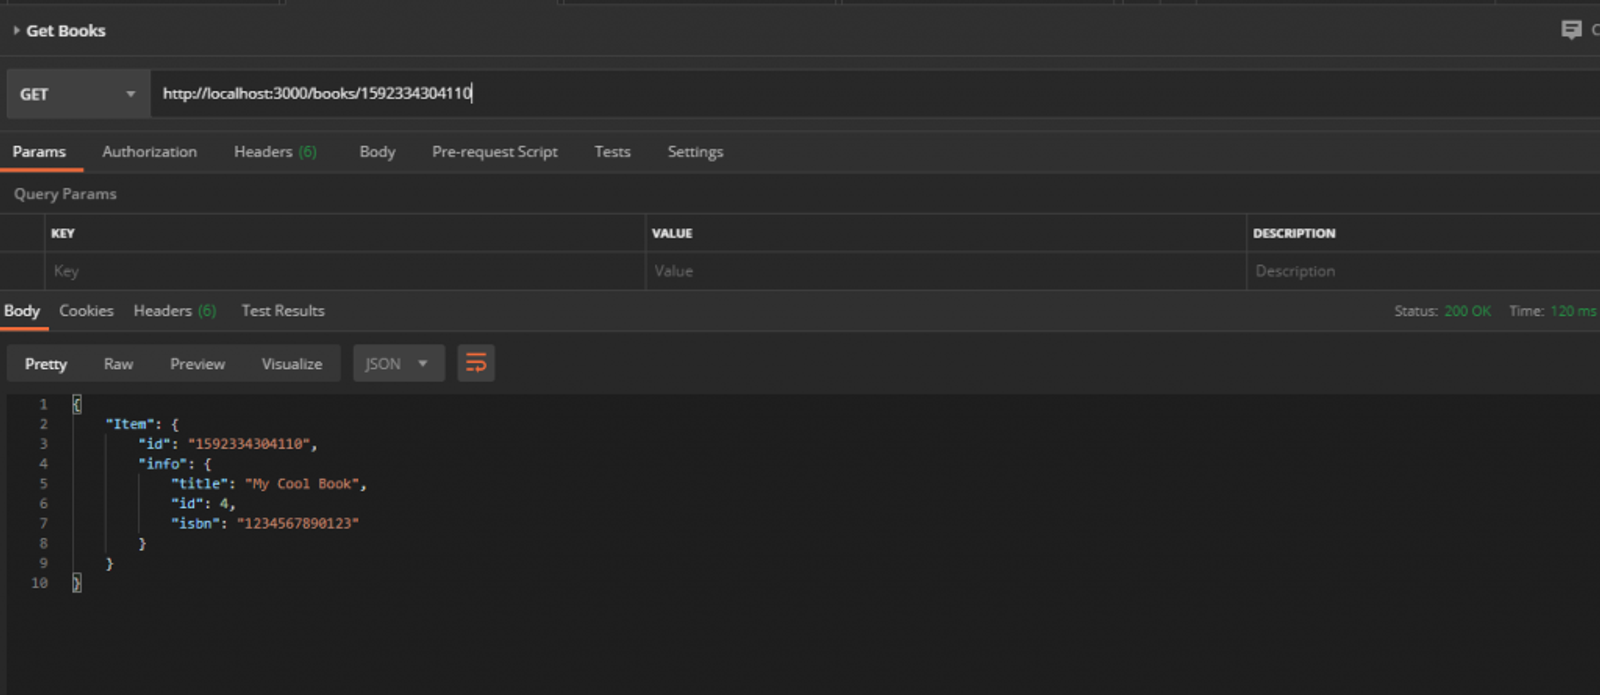 Get Books
GET http://localhost:3000/books/1592334304110
Params Authorization Headers (6) Body Pre-request Script Tests Settings
Query Params
KEY VALUE DESCRIPTION
Key Value Description
Body Cookies Headers (6) Test Results Status: 200 OK Time: 120 ms
Pretty Raw Preview Visualize JSON
1 {
2 "Item": {
3 "id": "1592334304110",
4 "info": {
5 "title": "My Cool Book",
6 "id": 4,
7 "isbn": "1234567890123"
8 }
9 }
10 }